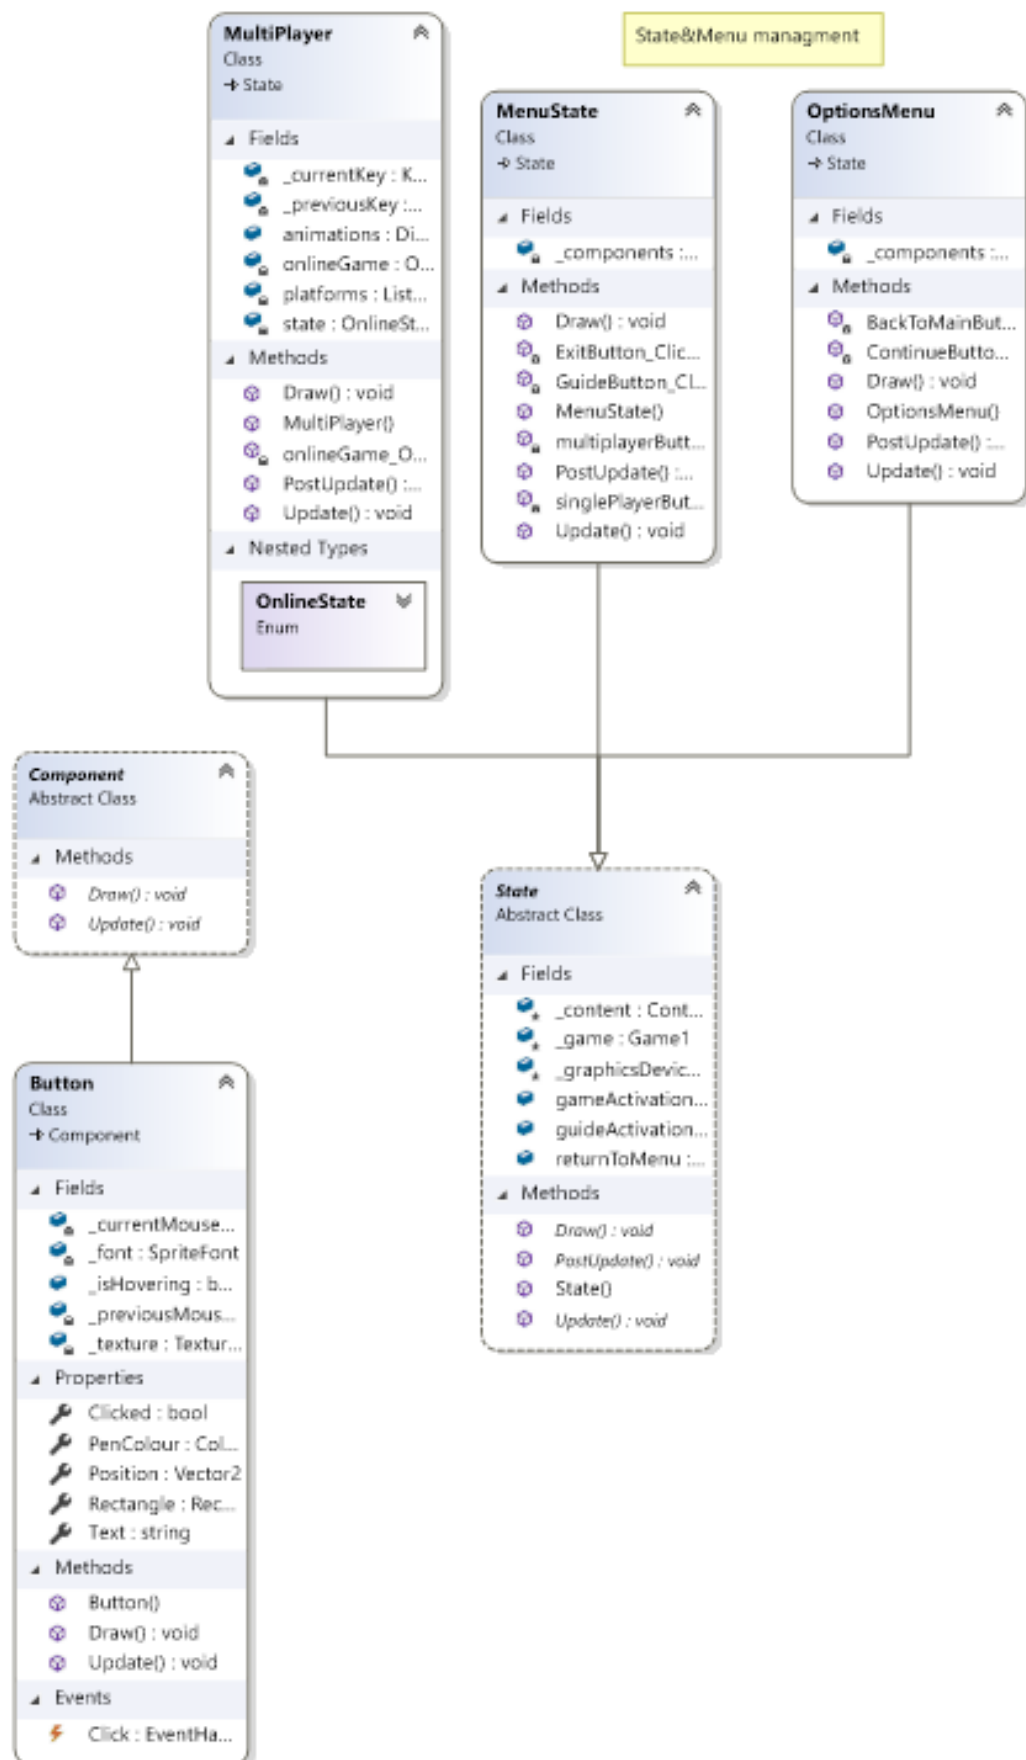 MultiPlayer
Class
State
Fields
_currentKey : K...
_previousKey :...
animations : Di...
onlineGame : O...
platforms : List...
state : OnlineSt...
Methods
Draw() : void
MultiPlayer()
onlineGame_O...
PostUpdate() :...
Update() : void
Nested Types
OnlineState
Enum
State&Menu managment
MenuState
Class
State
Fields
_components :...
Methods
Draw() : void
ExitButton_Clic...
GuideButton_Cl...
MenuState()
multiplayerButt...
PostUpdate() :...
singlePlayerBut...
Update() : void
OptionsMenu
Class
State
Fields
_components :...
Methods
BackToMainBut...
ContinueButto...
Draw() : void
OptionsMenu()
PostUpdate() :...
Update() : void
Component
Abstract Class
Methods
Draw() : void
Update() : void
State
Abstract Class
Fields
_content : Cont...
_game : Game1
_graphicsDevic...
gameActivation...
guideActivation...
returnToMenu :...
Methods
Draw() : void
PostUpdate() : void
State()
Update() : void
Button
Class
Component
Fields
_currentMouse...
_font : SpriteFont
_isHovering : b...
_previousMous...
_texture : Textur...
Properties
Clicked : bool
PenColour : Col...
Position : Vector2
Rectangle : Rec...
Text : string
Methods
Button()
Draw() : void
Update() : void
Events
Click : EventHa...